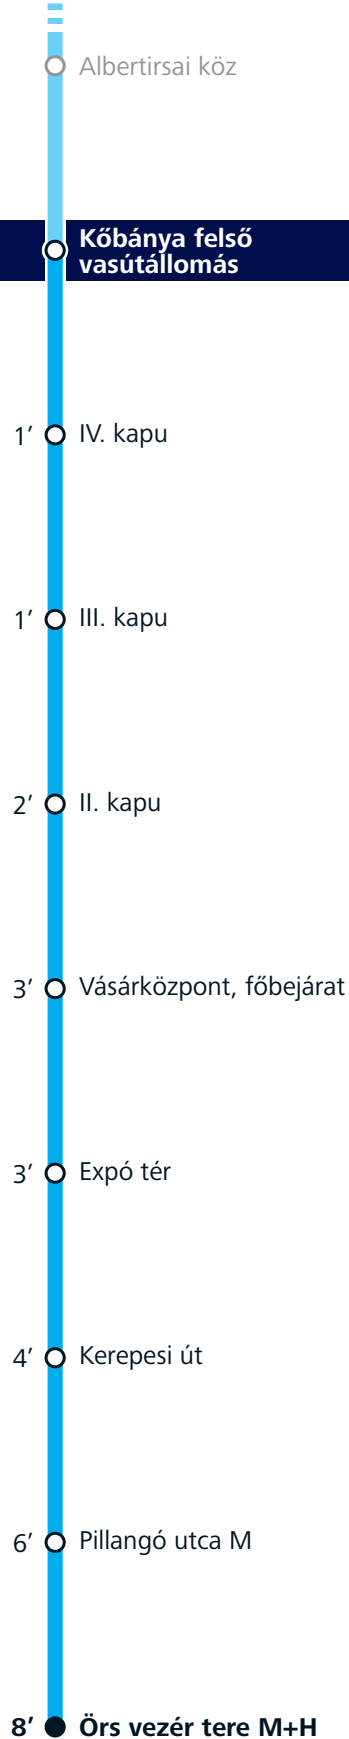 Albertirsai köz
Kőbánya felső
vasútállomás
1’ IV. kapu
1’ III. kapu
2’ II. kapu
3’ Vásárközpont, főbejárat
3’ Expó tér
4’ Kerepesi út
6’ Pillangó utca M
8’ Örs vezér tere M+H